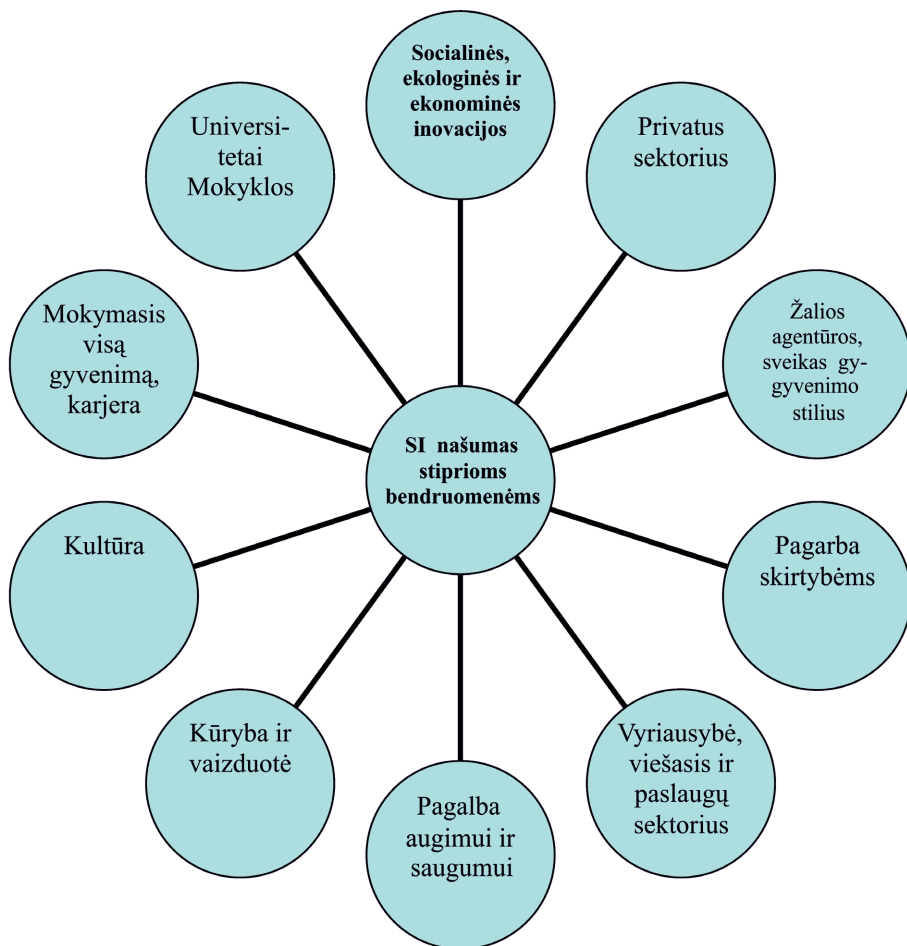 Socialinės,
ekologinės ir
ekonominės
inovacijos
Universi-
tetai
Mokyklos
Privatus
sektorius
Mokymasis
visą
gyvenimą,
karjera
Žalios
agentūros,
sveikas gy-
gyvenimo
stilius
SI našumas
stiprioms
bendruomenėms
Kultūra
Pagarba
skirtybėms
Kūryba ir
vaizduotė
Vyriausybė,
viešasis ir
paslaugų
sektorius
Pagalba
augimui ir
saugumui